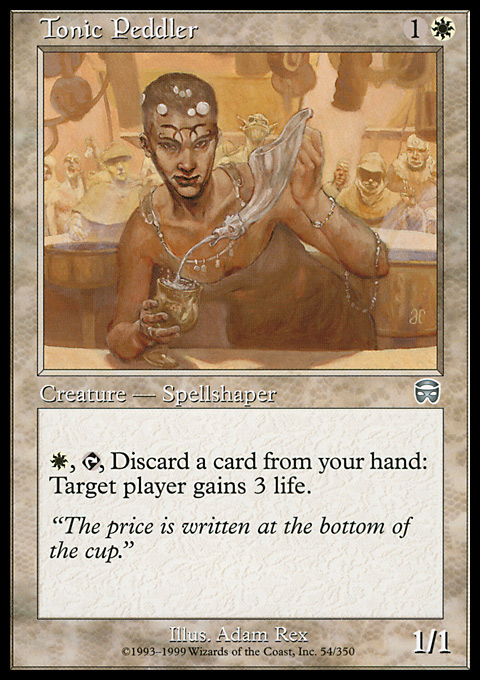 Tonic Peddler 1
Creature — Spellshaper
, , Discard a card from your hand:
Target player gains 3 life.
“The price is written at the bottom of
the cup.”
Illus. Adam Rex
1/1
©1993–1999 Wizards of the Coast, Inc. 54/350